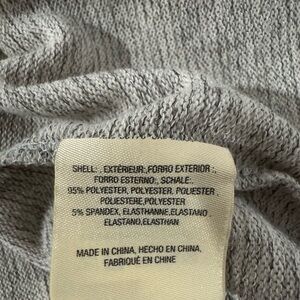 SHELL: , EXTÉRIEUR:,FORRO EXTERIOR :,
FORRO ESTERNO:, SCHALE:,
95% POLYESTER, POLYESTER, POLIESTER ,
POLIESTERE,POLYESTER
5% SPANDEX, ELASTHANNE,ELASTANO ,
ELASTANO,ELASTHAN
MADE IN CHINA, HECHO EN CHINA,
FABRIQUÉ EN CHINE